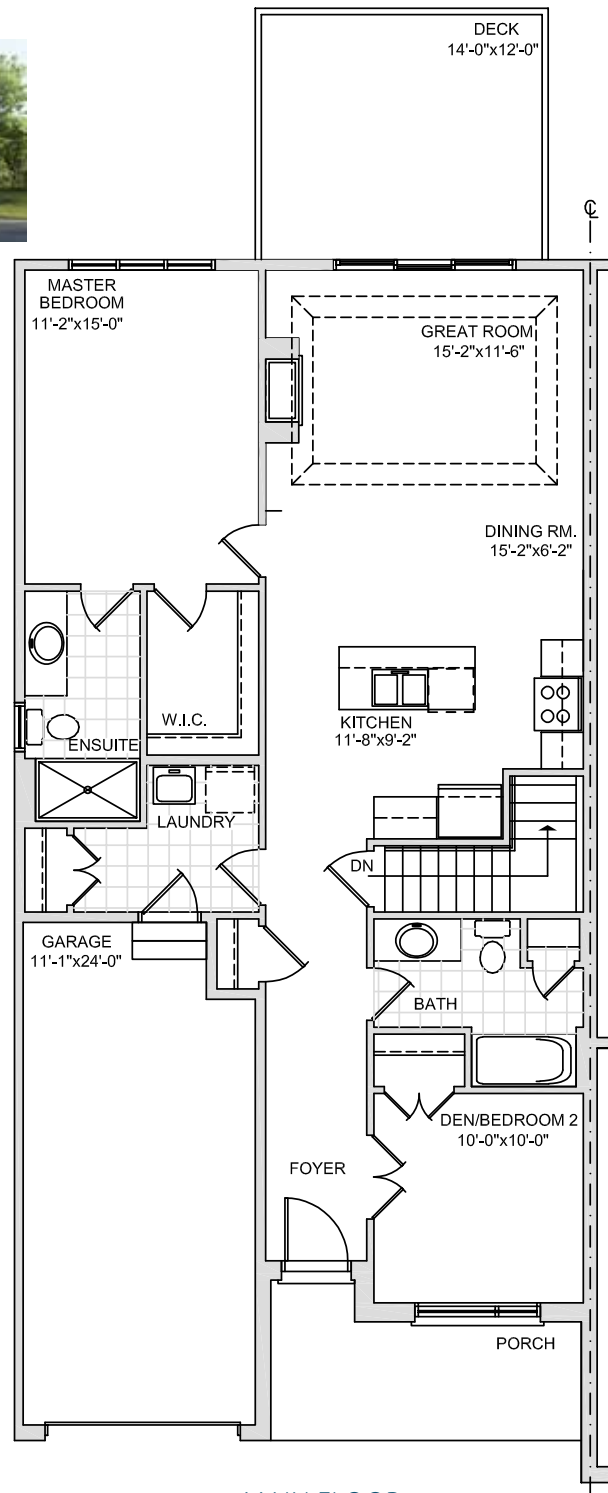 DECK
14'-0"x12'-0"
℄
MASTER
BEDROOM
11'-2"x15'-0"
GREAT ROOM
15'-2"x11'-6"
DINING RM.
15'-2"x6'-2"
W.I.C.
KITCHEN
11'-8"x9'-2"
ENSUITE
LAUNDRY
DN
GARAGE
11'-1"x24'-0"
BATH
DEN/BEDROOM 2
10'-0"x10'-0"
FOYER
PORCH